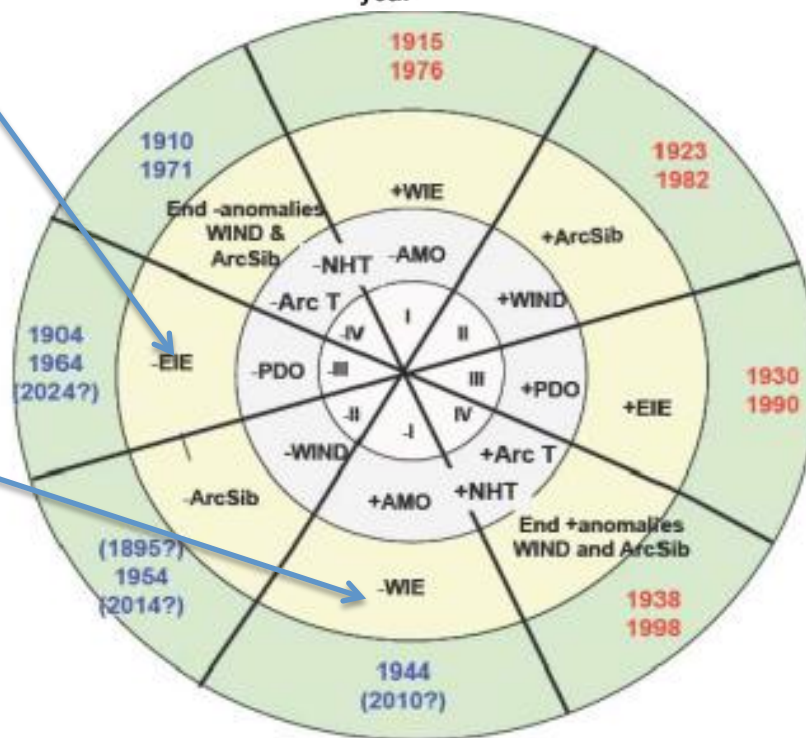 1915
1976
1910
1971
1923
1982
+WIE
End -anomalies
WIND &
ArcSib
+ArcSib
-NHT
-AMO
-Arc T
+WIND
-IV
I
II
1904
1964
(2024?)
-EIE
-PDO
-III
III
+PDO
+EIE
1930
1990
-II
-I
IV
-WIND
+Arc T
-ArcSib
+AMO
+NHT
End +anomalies
WIND and ArcSib
(1895?)
1954
(2014?)
-WIE
1938
1998
1944
(2010?)